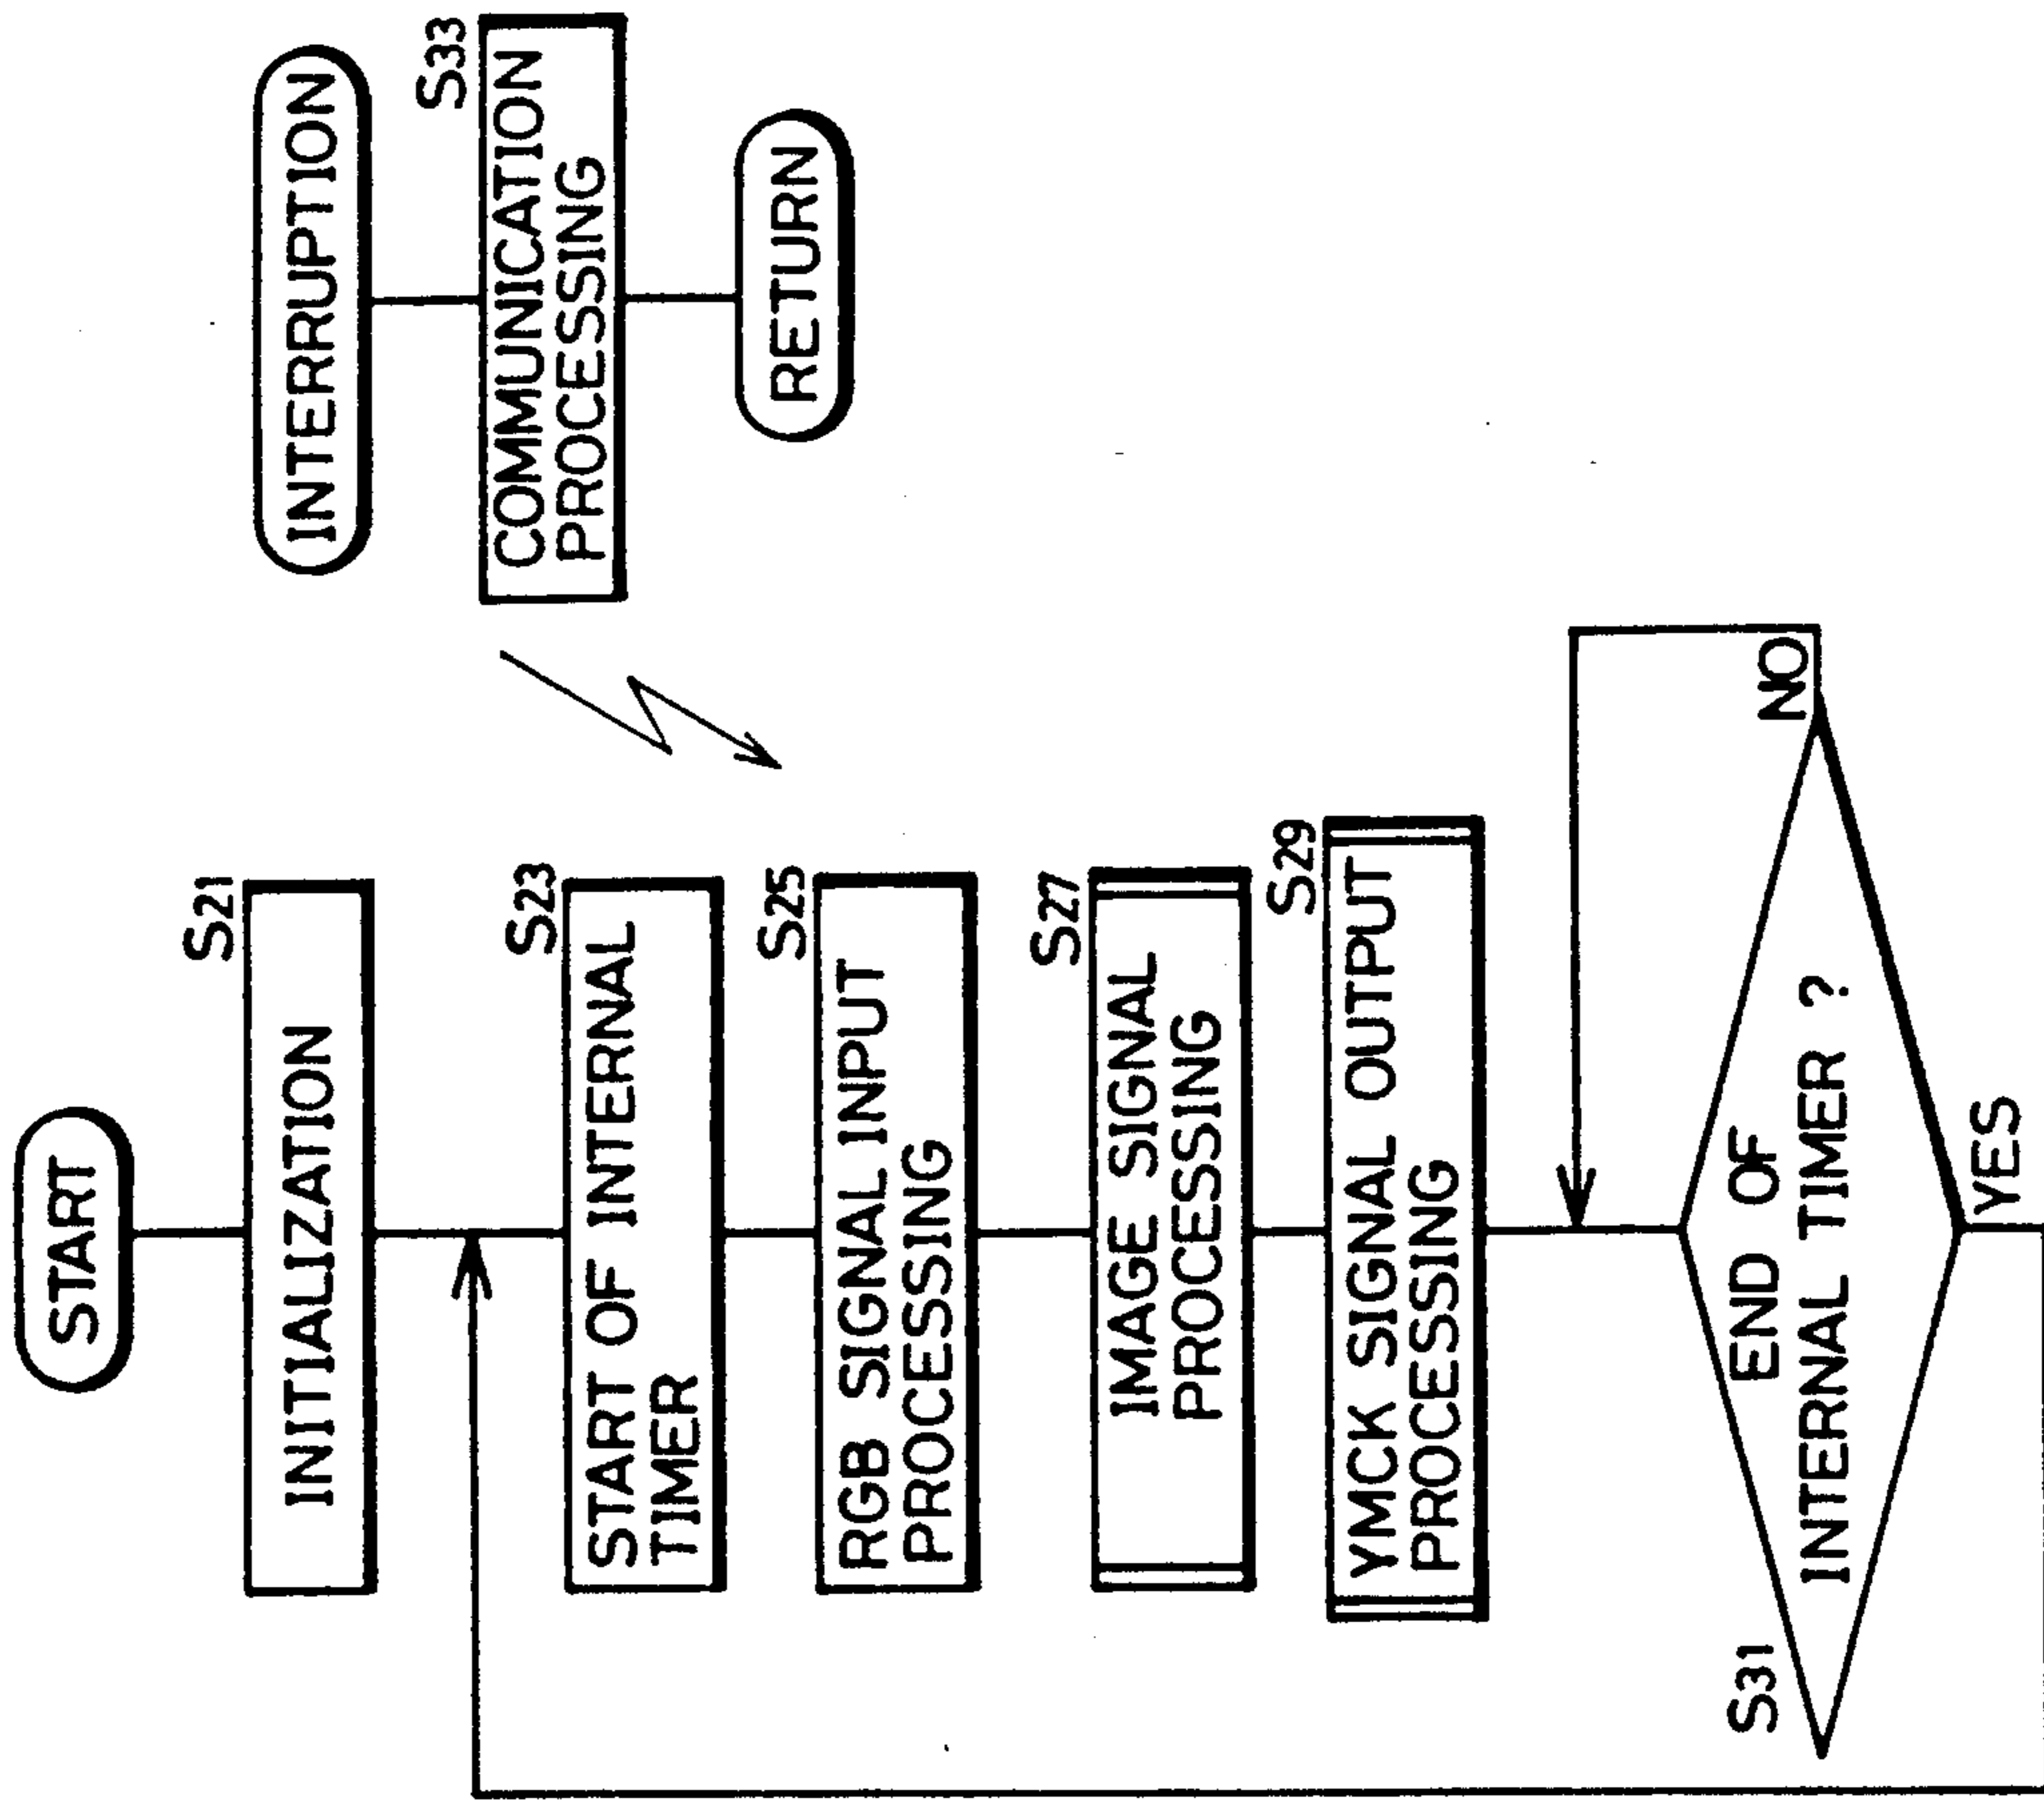 START
S21
INITIALIZATION
S23
START OF INTERNAL
TIMER
S25
RGB SIGNAL INPUT
PROCESSING
S27
IMAGE SIGNAL
PROCESSING
S29
YMCK SIGNAL OUTPUT
PROCESSING
S31
END OF
INTERNAL TIMER ?
NO
YES
INTERRUPTION
S33
COMMUNICATION
PROCESSING
RETURN